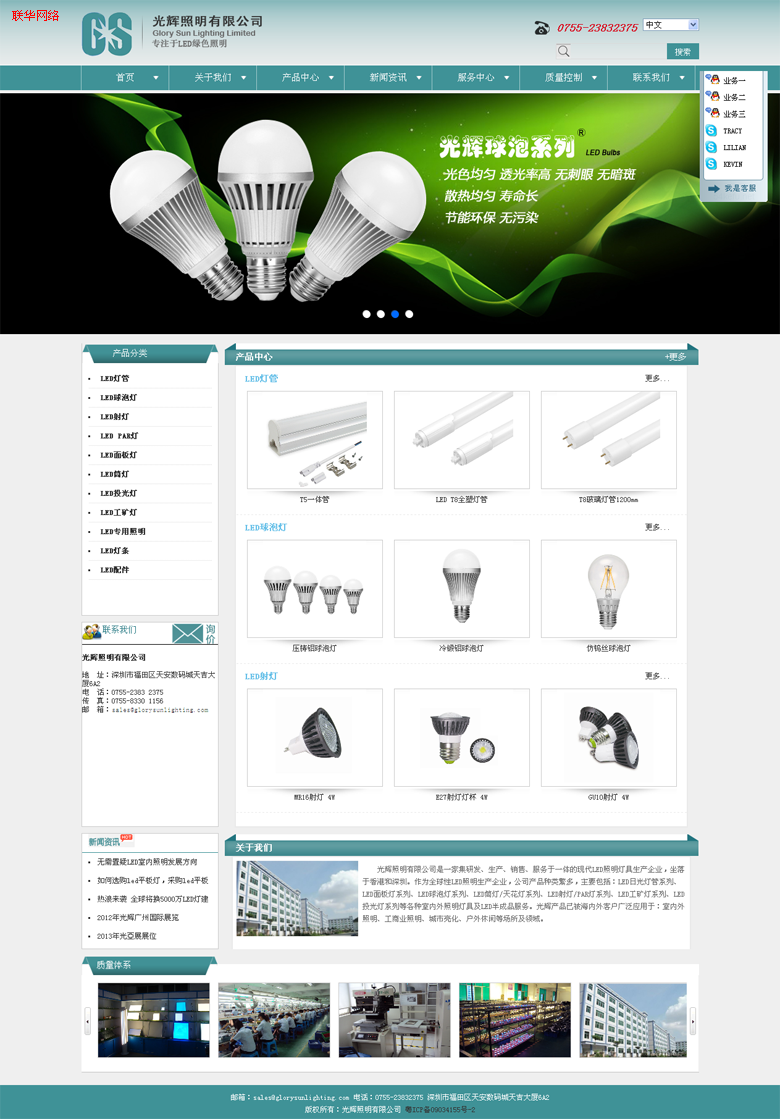 联华网络
光辉照明有限公司
Glory Sun Lighting Limited
专注于LED绿色照明
0755-23832375
中文
搜索
首页 关于我们 产品中心 新闻资讯 服务中心 质量控制 联系我们
业务一
业务二
业务三
TRACY
LILIAN
KEVIN
我是客服
光辉球泡系列® LED Bulbs
光色均匀 透光率高 无刺眼 无暗斑
散热均匀 寿命长
节能环保 无污染
产品分类
LED灯管
LED球泡灯
LED射灯
LED PAR灯
LED面板灯
LED筒灯
LED投光灯
LED工矿灯
LED专用照明
LED灯条
LED配件
联系我们
询价
光辉照明有限公司
地 址：深圳市福田区天安数码城天吉大
厦6A2
电 话：0755-2383 2375
传 真：0755-8330 1156
邮 箱：sales@glorysunlighting.com
新闻资讯 HOT
无需置疑LED室内照明发展方向
如何选购led平板灯，采购led平板
热浪来袭 全球将换5000万LED灯建
2012年光辉广州国际展览
2013年光亞展展位
产品中心 +更多
LED灯管 更多...
T5一体管 LED T8全塑灯管 T8玻璃灯管1200mm
LED球泡灯 更多...
压铸铝球泡灯 冷锻铝球泡灯 仿钨丝球泡灯
LED射灯 更多...
MR16射灯 4W E27射灯灯杯 4W GU10射灯 4W
关于我们
光辉照明有限公司是一家集研发、生产、销售、服务于一体的现代LED照明灯具生产企业，坐落
于香港和深圳。作为全球性LED照明生产企业，公司产品种类繁多，主要包括：LED日光灯管系列、
LED面板灯系列、LED球泡灯系列、LED筒灯/天花灯系列、LED射灯/PAR灯系列、LED工矿灯系列、LED
投光灯系列等各种室内外照明灯具及LED半成品服务。光辉产品已被海内外客户广泛应用于：室内外
照明、工商业照明、城市亮化、户外休闲等场所及领域。
质量体系
邮箱：sales@glorysunlighting.com 电话：0755-23832375 深圳市福田区天安数码城天吉大厦6A2
版权所有：光辉照明有限公司 粤ICP备09034155号-2